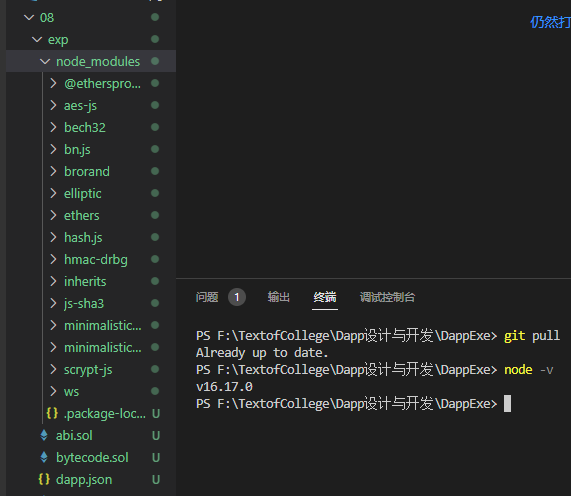 08
exp
node_modules
@etherspro...
aes-js
bech32
bn.js
brorand
elliptic
ethers
hash.js
hmac-drbg
inherits
js-sha3
minimalistic...
minimalistic...
scrypt-js
ws
{} .package-loc... U
abi.sol U
bytecode.sol U
{} dapp.json U
仍然打
问题 1 输出 终端 调试控制台
PS F:\TextofCollege\Dapp设计与开发\DappExe> git pull
Already up to date.
PS F:\TextofCollege\Dapp设计与开发\DappExe> node -v
v16.17.0
PS F:\TextofCollege\Dapp设计与开发\DappExe>